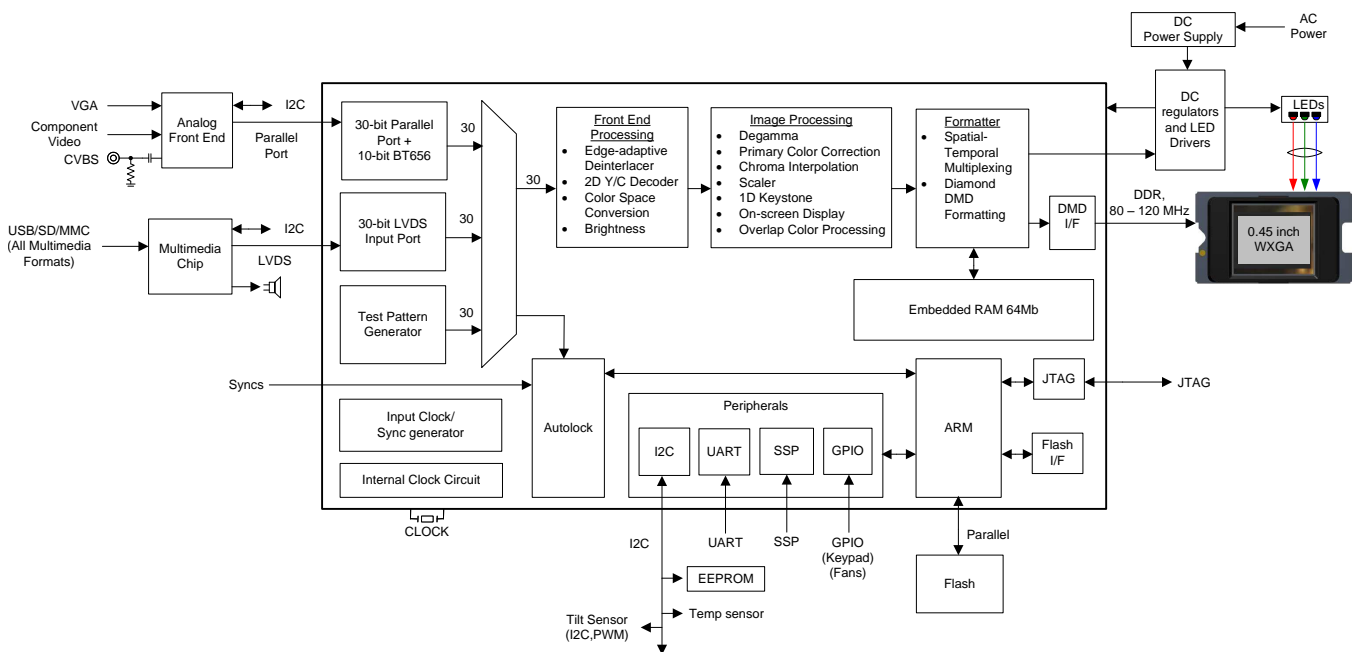 DC
Power Supply
AC
Power
VGA
Component
Video
CVBS
Analog
Front End
I2C
Parallel
Port
USB/SD/MMC
(All Multimedia
Formats)
Multimedia
Chip
I2C
LVDS
30-bit Parallel
Port +
10-bit BT656
30
30-bit LVDS
Input Port
30
Test Pattern
Generator
30
30
Front End
Processing
• Edge-adaptive
Deinterlacer
• 2D Y/C Decoder
• Color Space
Conversion
• Brightness
Image Processing
• Degamma
• Primary Color Correction
• Chroma Interpolation
• Scaler
• 1D Keystone
• On-screen Display
• Overlap Color Processing
Formatter
• Spatial-
Temporal
Multiplexing
• Diamond
DMD
Formatting
DC
regulators
and LED
Drivers
LEDs
DMD
I/F
DDR,
80 – 120 MHz
0.45 inch
WXGA
Embedded RAM 64Mb
Syncs
Input Clock/
Sync generator
Internal Clock Circuit
CLOCK
Autolock
Peripherals
I2C
UART
SSP
GPIO
ARM
JTAG
JTAG
Flash
I/F
I2C
UART
SSP
GPIO
(Keypad)
(Fans)
Parallel
Flash
EEPROM
Temp sensor
Tilt Sensor
(I2C,PWM)